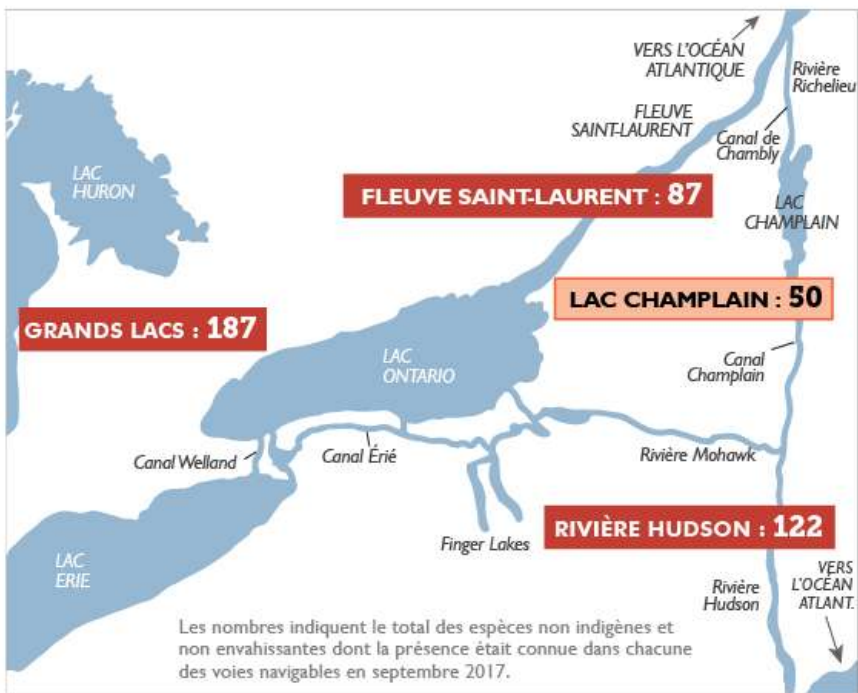 VERS L'OCÉAN
ATLANTIQUE
Rivière
Richelieu
FLEUVE
SAINT-LAURENT
Canal de
Chambly
LAC
HURON
FLEUVE SAINT-LAURENT : 87
LAC
CHAMPLAIN
LAC CHAMPLAIN : 50
GRANDS LACS : 187
LAC
ONTARIO
Canal
Champlain
Canal Welland
Canal Érié
Rivière Mohawk
Finger Lakes
RIVIÈRE HUDSON : 122
LAC
ERIE
Rivière
Hudson
VERS
L'OCÉAN
ATLANT.
Les nombres indiquent le total des espèces non indigènes et
non envahissantes dont la présence était connue dans chacune
des voies navigables en septembre 2017.